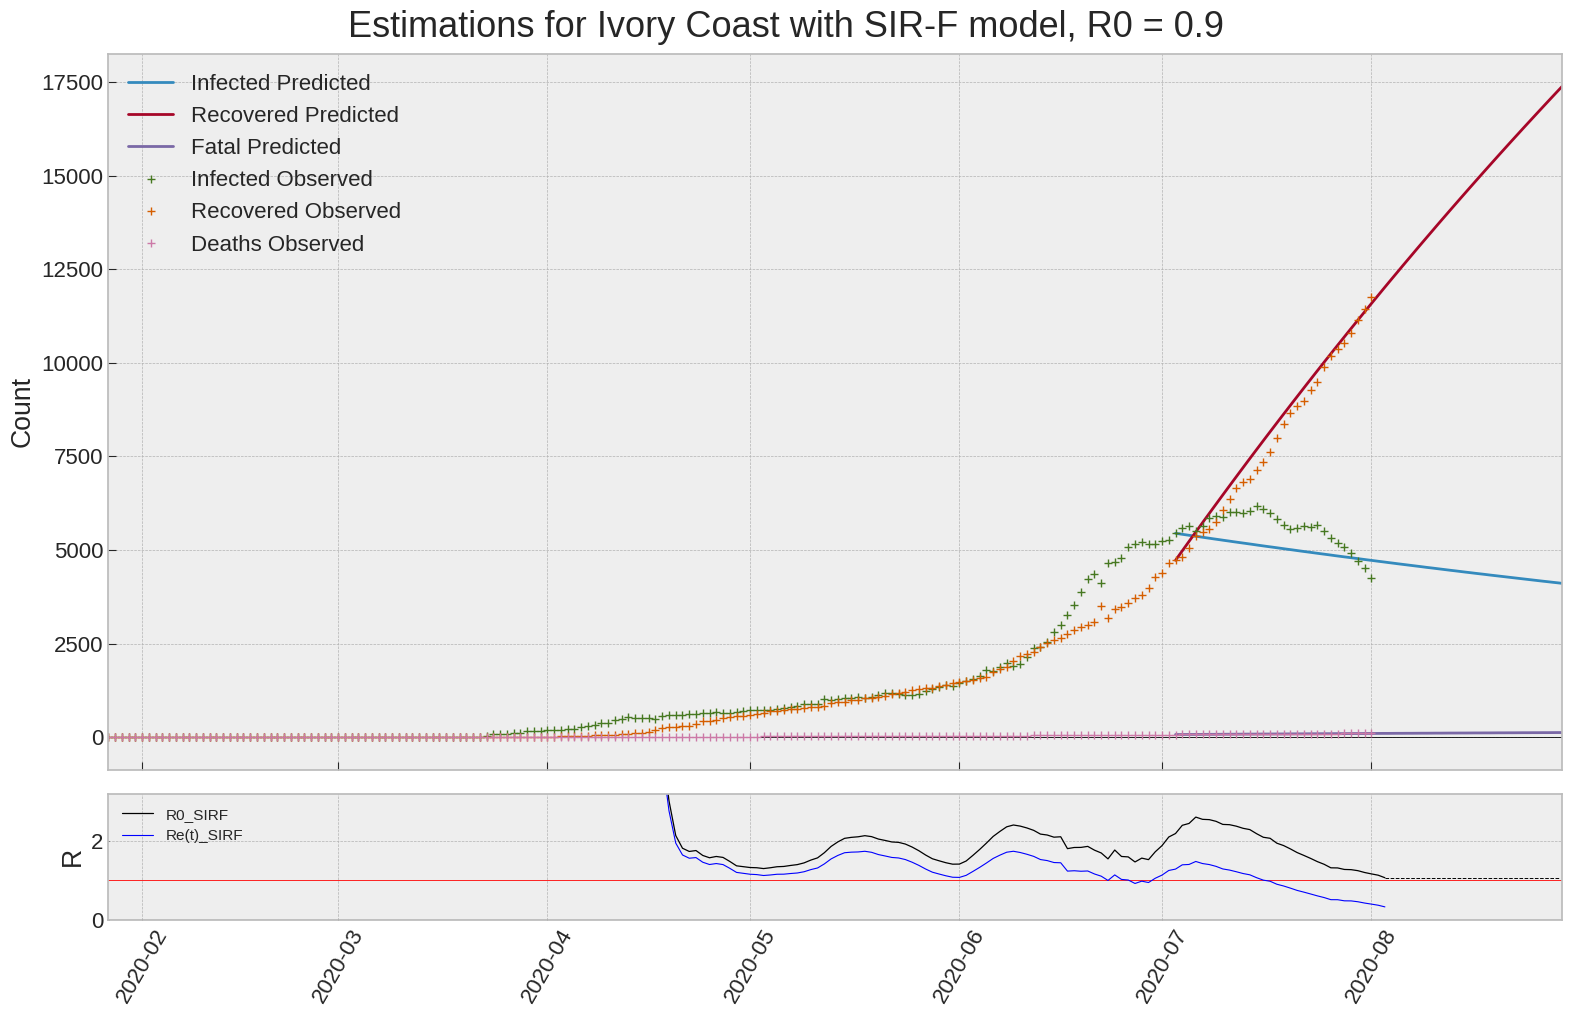 Estimations for Ivory Coast with SIR-F model, R0 = 0.9
17500
15000
12500
10000
7500
5000
2500
0
Count
Infected Predicted
Recovered Predicted
Fatal Predicted
Infected Observed
Recovered Observed
Deaths Observed
R0_SIRF
Re(t)_SIRF
2
0
R
2020-02
2020-03
2020-04
2020-05
2020-06
2020-07
2020-08